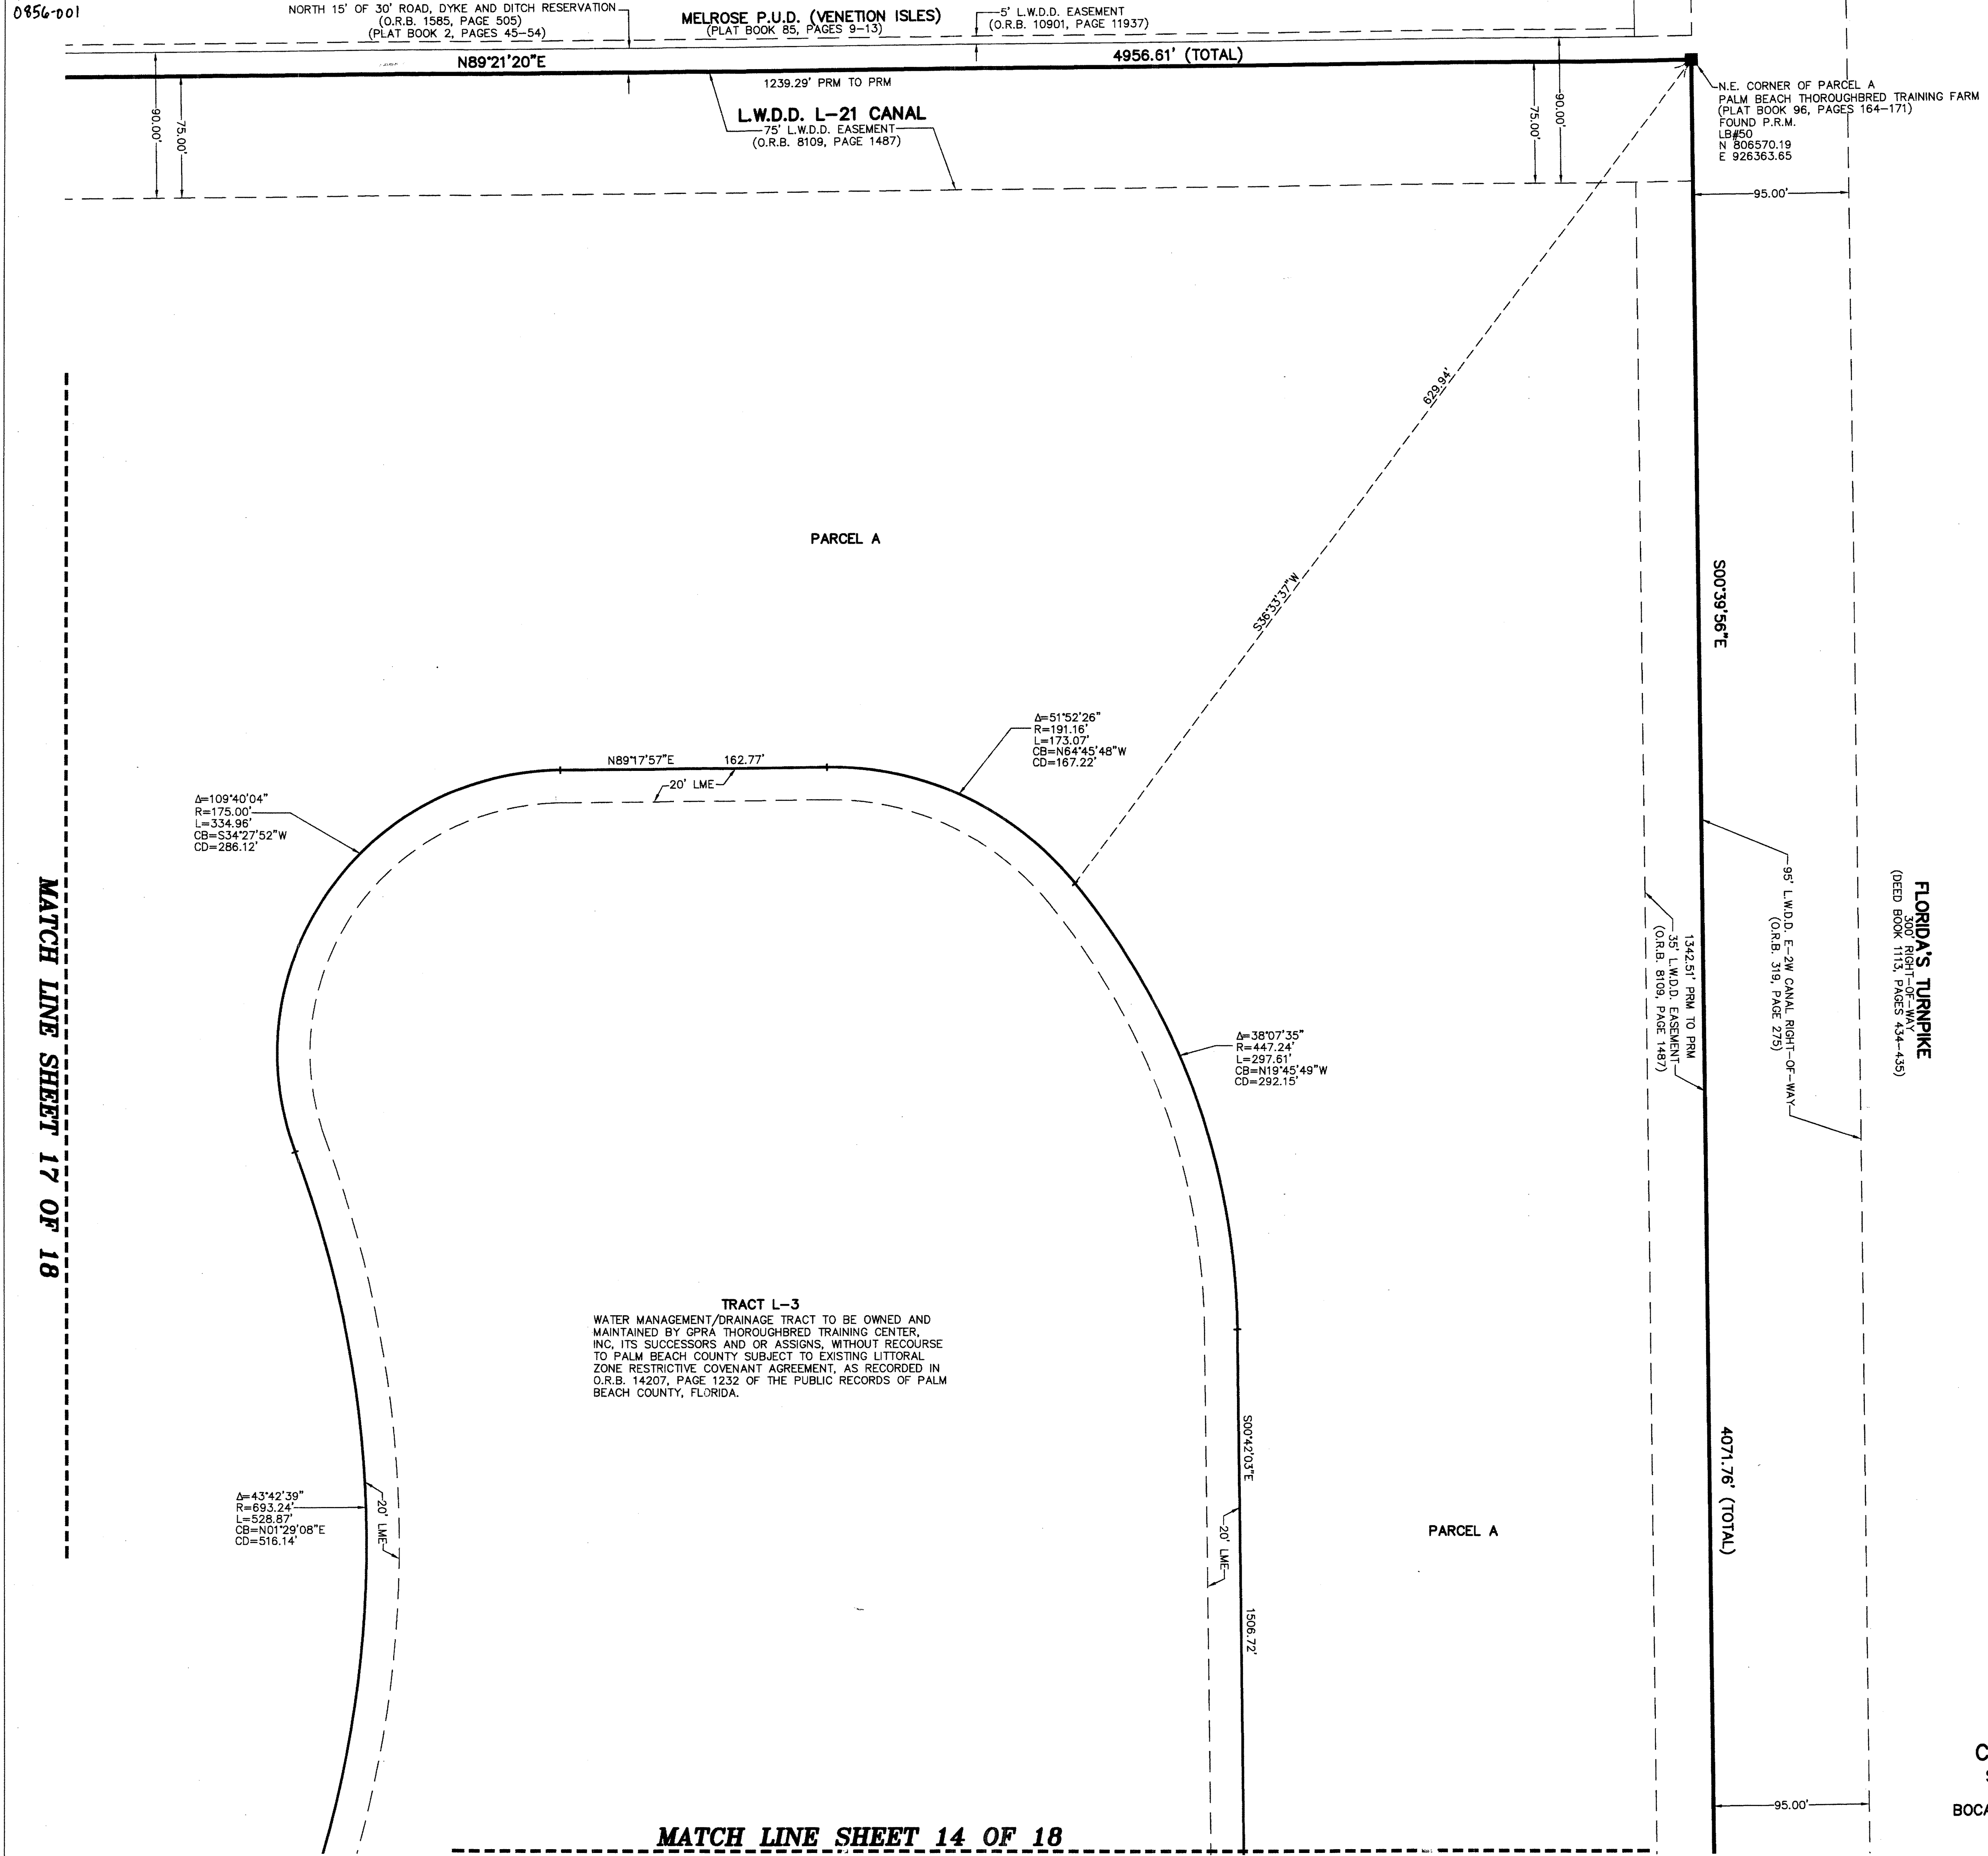 0856-001
NORTH 15' OF 30' ROAD, DYKE AND DITCH RESERVATION
(O.R.B. 1585, PAGE 505)
(PLAT BOOK 2, PAGES 45-54)
MELROSE P.U.D. (VENETION ISLES)
(PLAT BOOK 85, PAGES 9-13)
5' L.W.D.D. EASEMENT
(O.R.B. 10901, PAGE 11937)
N89°21'20"E
4956.61' (TOTAL)
1239.29' PRM TO PRM
L.W.D.D. L-21 CANAL
75' L.W.D.D. EASEMENT
(O.R.B. 8109, PAGE 1487)
90.00'
75.00'
75.00'
90.00'
N.E. CORNER OF PARCEL A
PALM BEACH THOROUGHBRED TRAINING FARM
(PLAT BOOK 96, PAGES 164-171)
FOUND P.R.M.
LB#50
N 806570.19
E 926363.65
95.00'
629.94'
S36°33'37"W
PARCEL A
S00°39'56"E
Δ=51°52'26"
R=191.16'
L=173.07'
CB=N64°45'48"W
CD=167.22'
N89°17'57"E
162.77'
20' LME
Δ=109°40'04"
R=175.00'
L=334.96'
CB=S34°27'52"W
CD=286.12'
MATCH LINE SHEET 17 OF 18
FLORIDA'S TURNPIKE
300' RIGHT-OF-WAY
(DEED BOOK 1113, PAGES 434-435)
95' L.W.D.D. E-2W CANAL RIGHT-OF-WAY
(O.R.B. 319, PAGE 275)
1342.51' PRM TO PRM
35' L.W.D.D. EASEMENT
(O.R.B. 8109, PAGE 1487)
Δ=38°07'35"
R=447.24'
L=297.61'
CB=N19°45'49"W
CD=292.15'
TRACT L-3
WATER MANAGEMENT/DRAINAGE TRACT TO BE OWNED AND
MAINTAINED BY GPRA THOROUGHBRED TRAINING CENTER,
INC, ITS SUCCESSORS AND OR ASSIGNS, WITHOUT RECOURSE
TO PALM BEACH COUNTY SUBJECT TO EXISTING LITTORAL
ZONE RESTRICTIVE COVENANT AGREEMENT, AS RECORDED IN
O.R.B. 14207, PAGE 1232 OF THE PUBLIC RECORDS OF PALM
BEACH COUNTY, FLORIDA.
S00°42'03"E
4071.76' (TOTAL)
Δ=43°42'39"
R=693.24'
L=528.87'
CB=N01°29'08"E
CD=516.14'
20' LME
20' LME
PARCEL A
1506.72'
95.00'
C
BOCA
MATCH LINE SHEET 14 OF 18